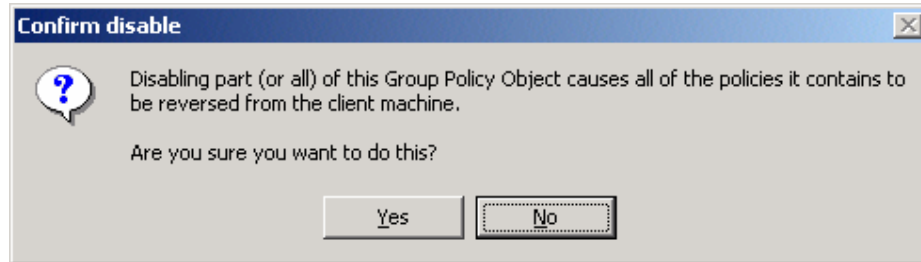 Confirm disable
Disabling part (or all) of this Group Policy Object causes all of the policies it contains to
be reversed from the client machine.
Are you sure you want to do this?
Yes No